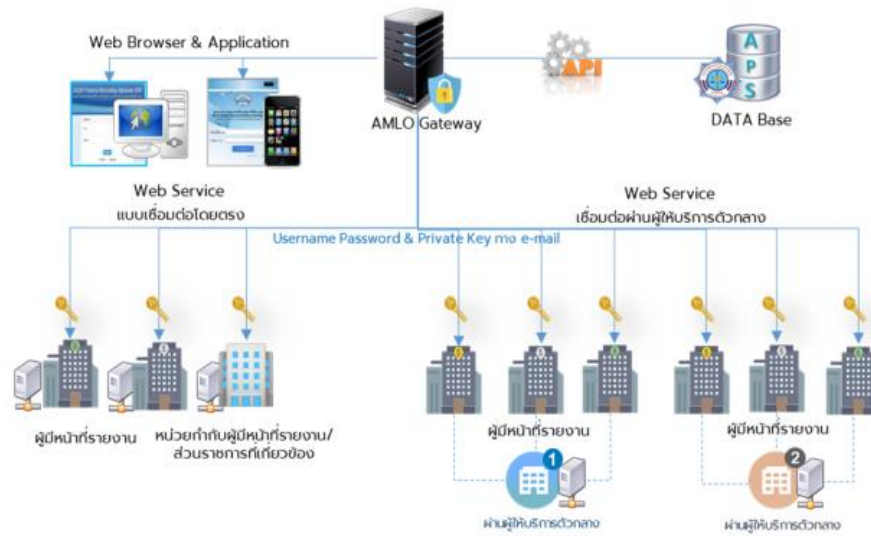 Web Browser & Application
API
A
P
S
AMLO Gateway
DATA Base
Web Service
แบบเชื่อมต่อโดยตรง
Web Service
เชื่อมต่อผ่านผู้ให้บริการตัวกลาง
Username Password & Private Key ทาง e-mail
ผู้มีหน้าที่รายงาน
หน่วยกำกับผู้มีหน้าที่รายงาน/
ส่วนราชการที่เกี่ยวข้อง
ผู้มีหน้าที่รายงาน
ผู้มีหน้าที่รายงาน
1
2
ผ่านผู้ให้บริการตัวกลาง
ผ่านผู้ให้บริการตัวกลาง